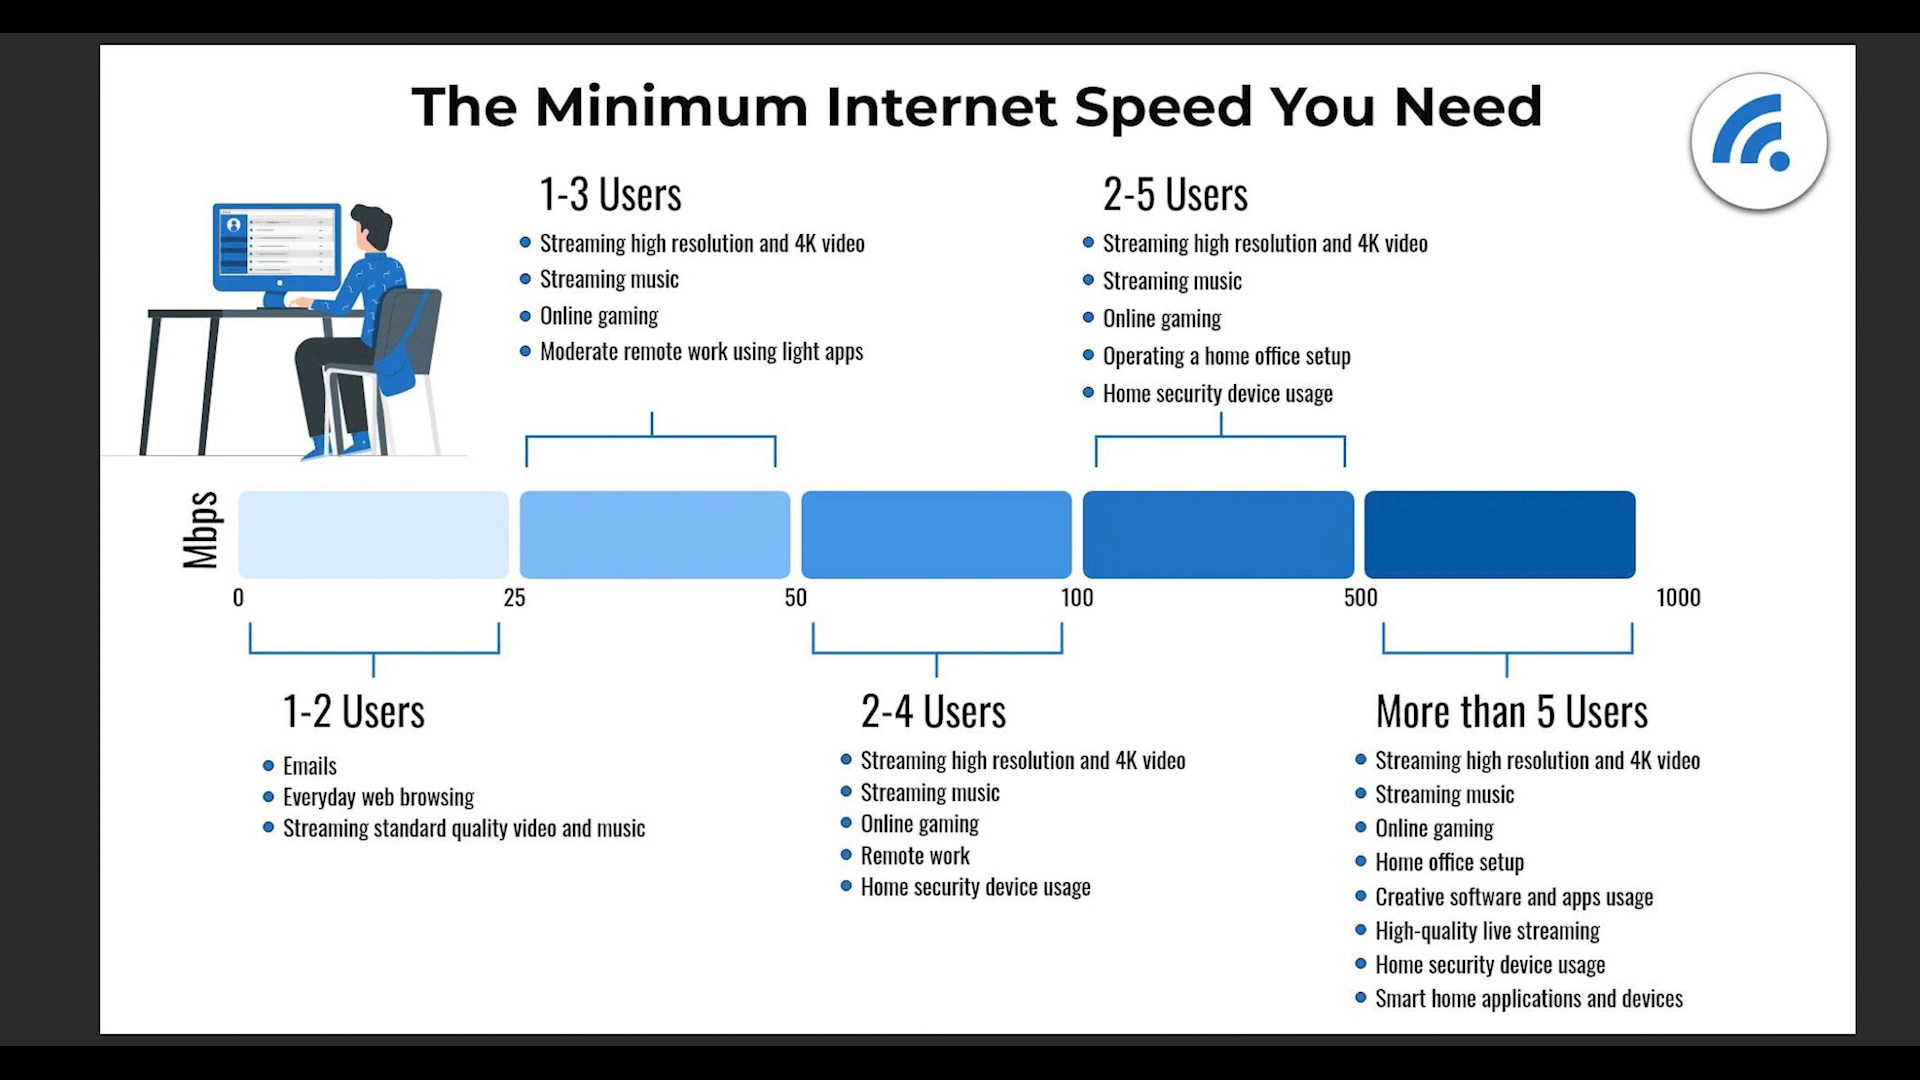 The Minimum Internet Speed You Need
1-3 Users
Streaming high resolution and 4K video
Streaming music
Online gaming
Moderate remote work using light apps
2-5 Users
Streaming high resolution and 4K video
Streaming music
Online gaming
Operating a home office setup
Home security device usage
Mbps
0
25
50
100
500
1000
1-2 Users
Emails
Everyday web browsing
Streaming standard quality video and music
2-4 Users
Streaming high resolution and 4K video
Streaming music
Online gaming
Remote work
Home security device usage
More than 5 Users
Streaming high resolution and 4K video
Streaming music
Online gaming
Home office setup
Creative software and apps usage
High-quality live streaming
Home security device usage
Smart home applications and devices